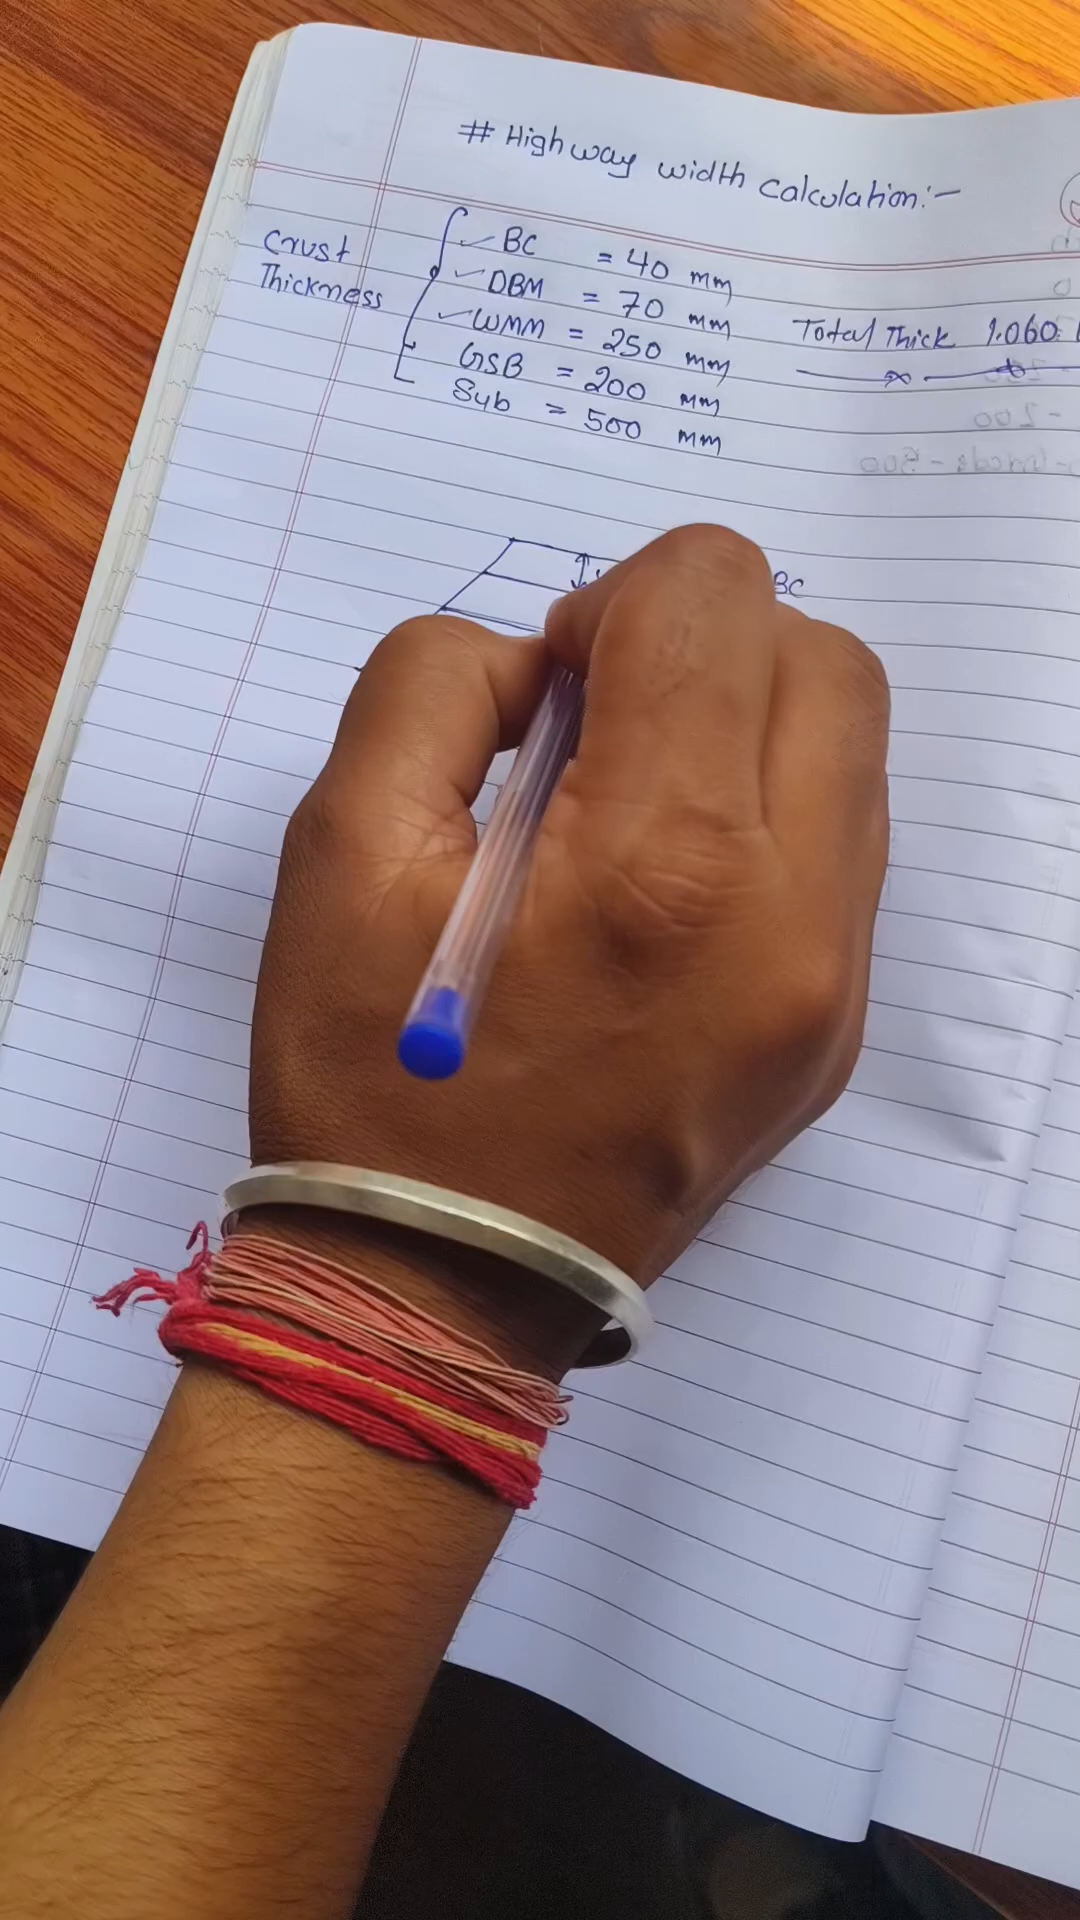 # Highway width calculation:-
Crust Thickness
BC = 40 mm
DBM = 70 mm
WMM = 250 mm
GSB = 200 mm
Sub = 500 mm
Total Thick 1.060
BC